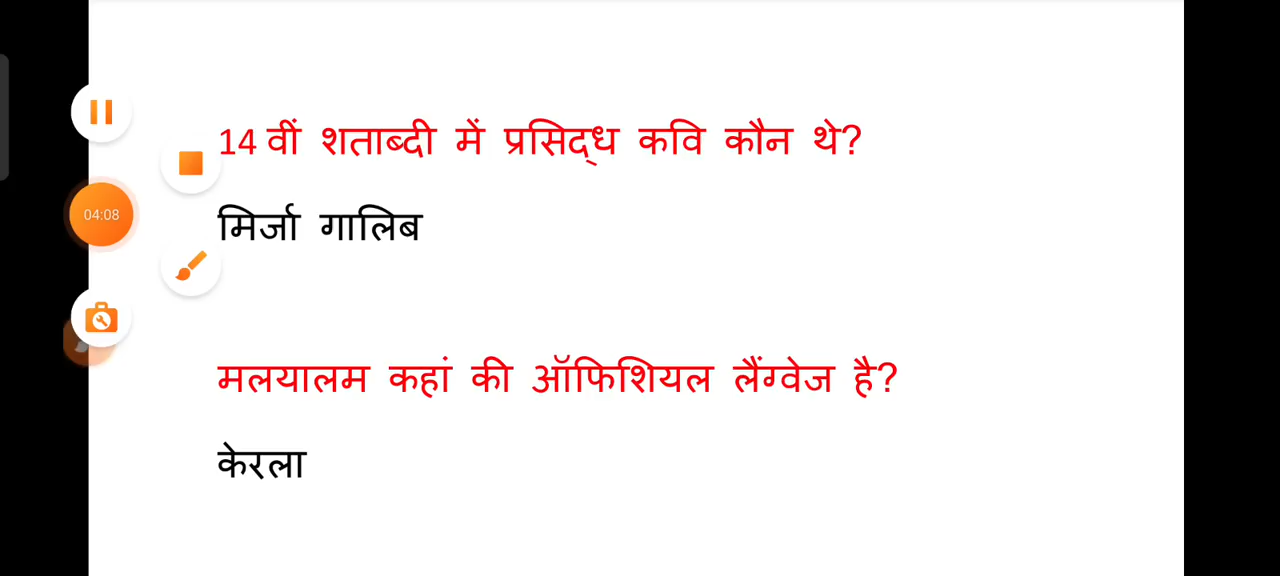 14 वीं शताब्दी में प्रसिद्ध कवि कौन थे?
04:08
मिर्जा गालिब
मलयालम कहां की ऑफिशियल लैंग्वेज है?
केरला